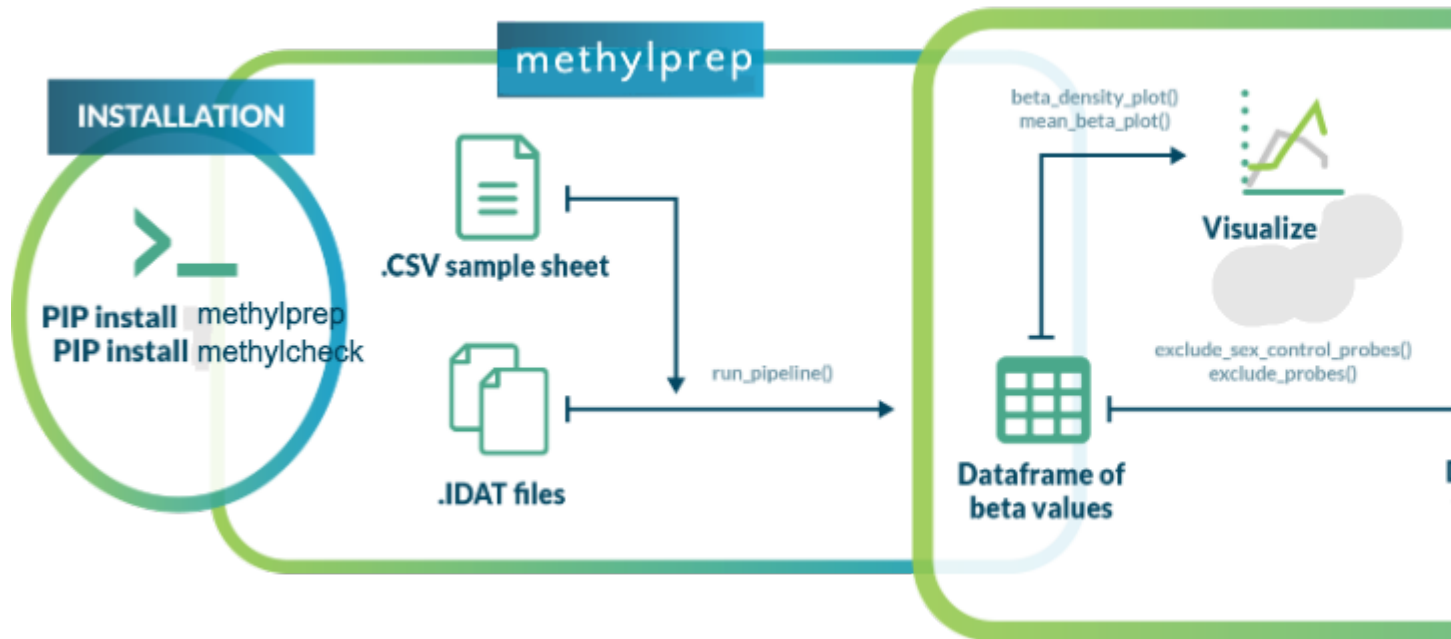 methylprep
INSTALLATION
PIP install methylprep
PIP install methylcheck
.CSV sample sheet
.IDAT files
run_pipeline()
beta_density_plot()
mean_beta_plot()
Visualize
exclude_sex_control_probes()
exclude_probes()
Dataframe of
beta values